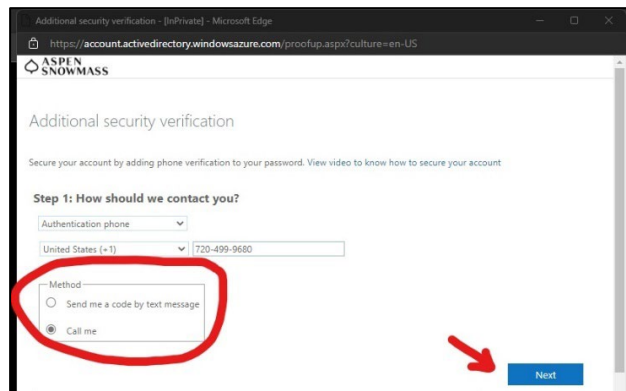 Additional security verification - [InPrivate] - Microsoft Edge
https://account.activedirectory.windowsazure.com/proofup.aspx?culture=en-US
ASPEN
SNOWMASS
Additional security verification
Secure your account by adding phone verification to your password. View video to know how to secure your account
Step 1: How should we contact you?
Authentication phone
United States (+1) 720-499-9680
Method
Send me a code by text message
Call me
Next